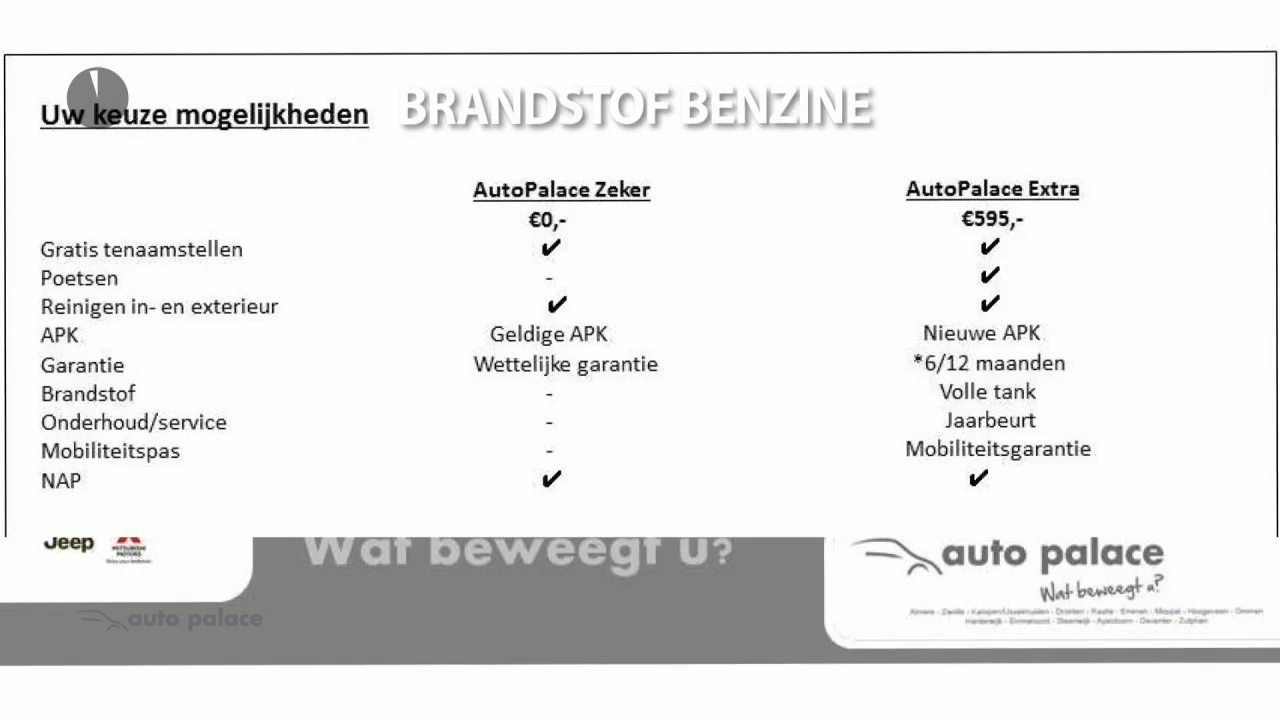 Uw keuze mogelijkheden
BRANDSTOF BENZINE
AutoPalace Zeker AutoPalace Extra
€0,- €595,-
Gratis tenaamstellen ✔ ✔
Poetsen - ✔
Reinigen in- en exterieur ✔ ✔
APK Geldige APK Nieuwe APK
Garantie Wettelijke garantie *6/12 maanden
Brandstof - Volle tank
Onderhoud/service - Jaarbeurt
Mobiliteitspas - Mobiliteitsgarantie
NAP ✔ ✔
Jeep MITSUBISHI MOTORS
Wat beweegt u?
auto palace
Wat beweegt u?
auto palace